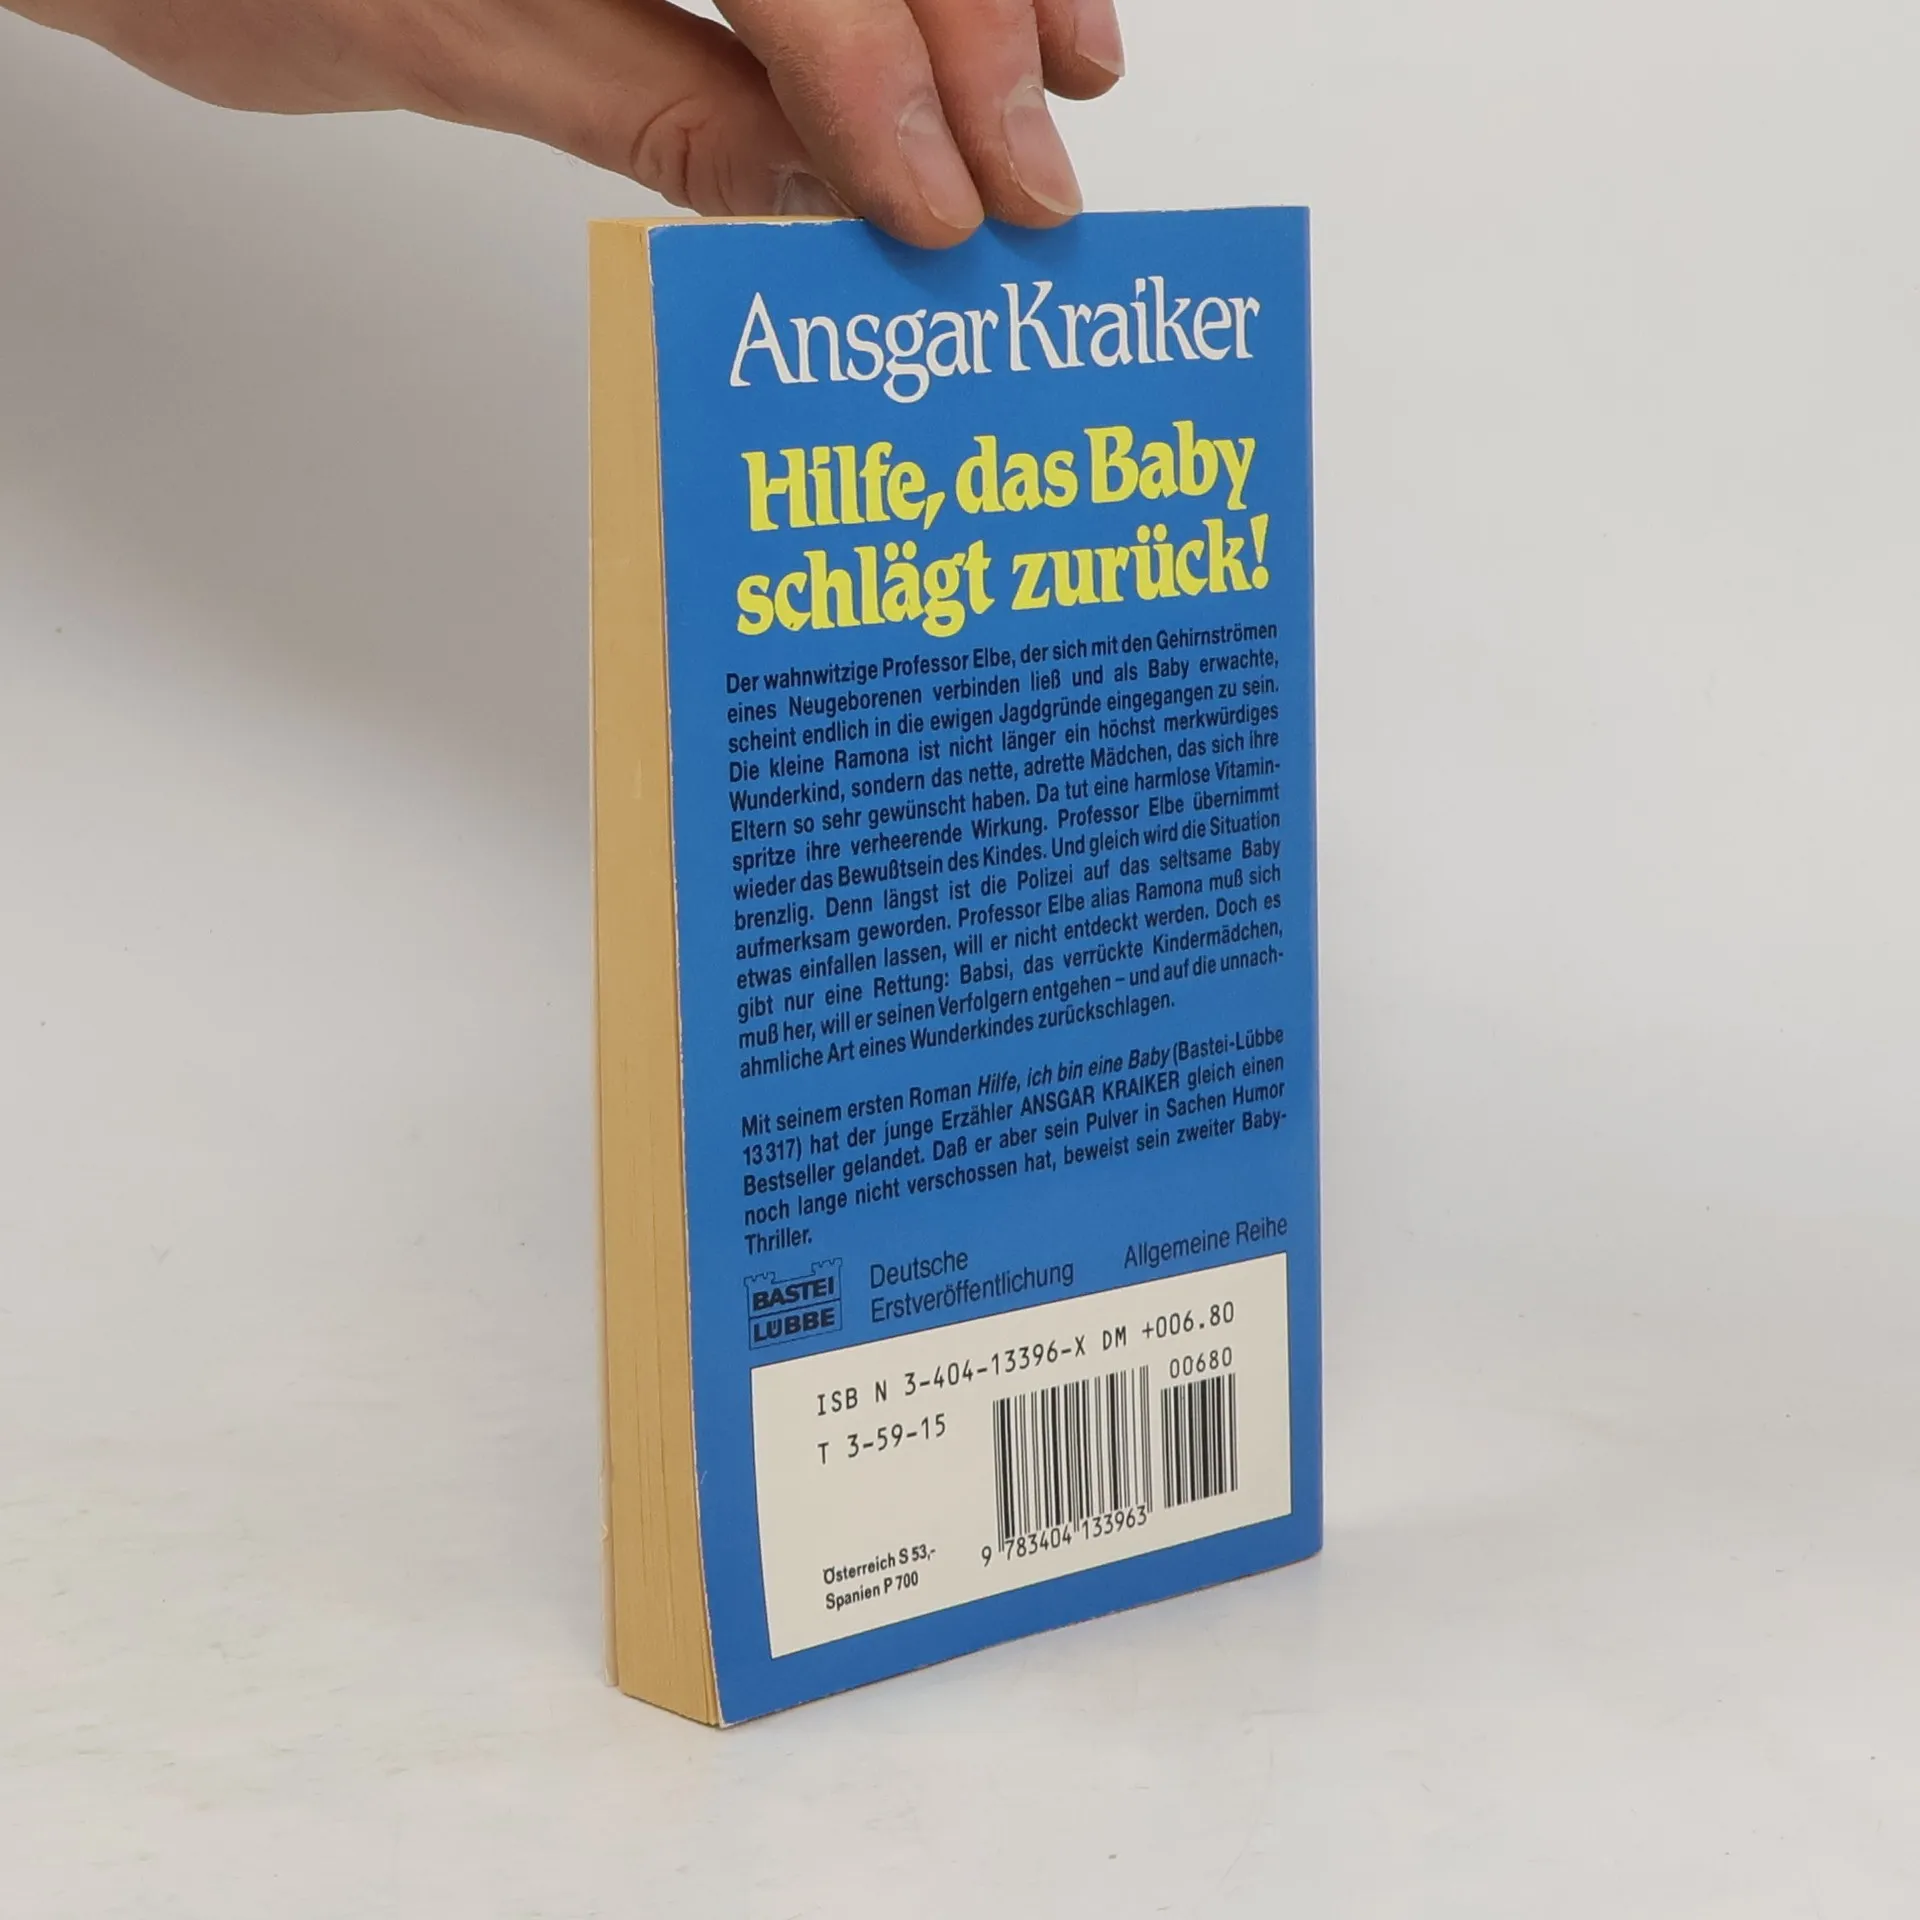 Ansgar Kraiker
Hilfe, das Baby
schlägt zurück!
Der wahnwitzige Professor Elbe, der sich mit den Gehirnströmen
eines Neugeborenen verbinden ließ und als Baby erwachte,
scheint endlich in die ewigen Jagdgründe eingegangen zu sein.
Die kleine Ramona ist nicht länger ein höchst merkwürdiges
Wunderkind, sondern das nette, adrette Mädchen, das sich ihre
Eltern so sehr gewünscht haben. Da tut eine harmlose Vitamin-
spritze ihre verheerende Wirkung. Professor Elbe übernimmt
wieder das Bewußtsein des Kindes. Und gleich wird die Situation
brenzlig. Denn längst ist die Polizei auf das seltsame Baby
aufmerksam geworden. Professor Elbe alias Ramona muß sich
etwas einfallen lassen, will er nicht entdeckt werden. Doch es
gibt nur eine Rettung: Babsi, das verrückte Kindermädchen,
muß her, will er seinen Verfolgern entgehen – und auf die unnach-
ahmliche Art eines Wunderkindes zurückschlagen.
Mit seinem ersten Roman Hilfe, ich bin eine Baby (Bastei-Lübbe
13317) hat der junge Erzähler ANSGAR KRAIKER gleich einen
Bestseller gelandet. Daß er aber sein Pulver in Sachen Humor
noch lange nicht verschossen hat, beweist sein zweiter Baby-
Thriller.
BASTEI
LÜBBE
Deutsche
Erstveröffentlichung
Allgemeine Reihe
ISB N 3-404-13396-X DM +006.80
00680
T 3-59-15
9 783404 133963
Österreich S 53,-
Spanien P 700